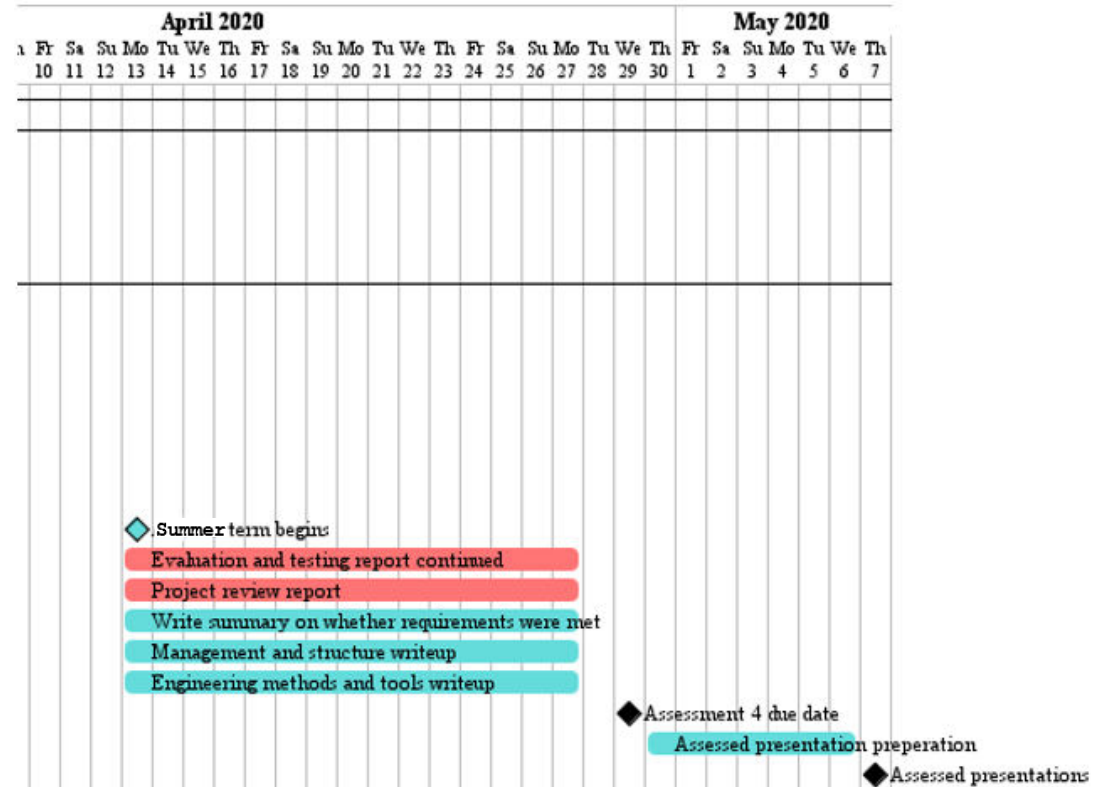 April 2020 May 2020
Fr Sa Su Mo Tu We Th Fr Sa Su Mo Tu We Th Fr Sa Su Mo Tu We Th Fr Sa Su Mo Tu We Th
10 11 12 13 14 15 16 17 18 19 20 21 22 23 24 25 26 27 28 29 30 1 2 3 4 5 6 7
Summer term begins
Evaluation and testing report continued
Project review report
Write summary on whether requirements were met
Management and structure writeup
Engineering methods and tools writeup
Assessment 4 due date
Assessed presentation preperation
Assessed presentations